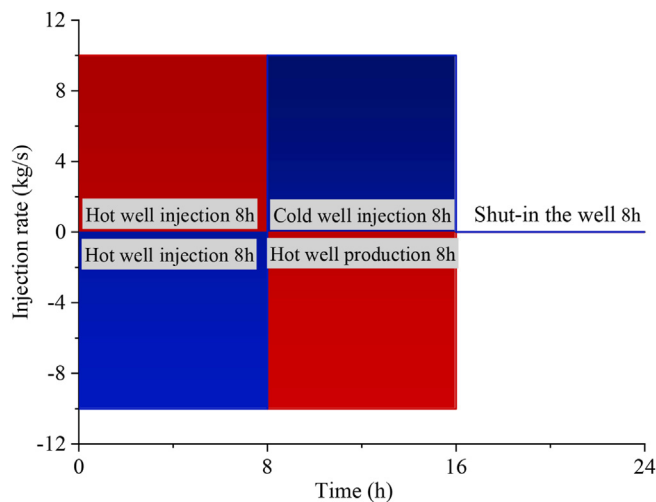 12
8
4
0
-4
-8
-12
Injection rate (kg/s)
Hot well injection 8h
Cold well injection 8h
Shut-in the well 8h
Hot well injection 8h
Hot well production 8h
0
8
16
24
Time (h)